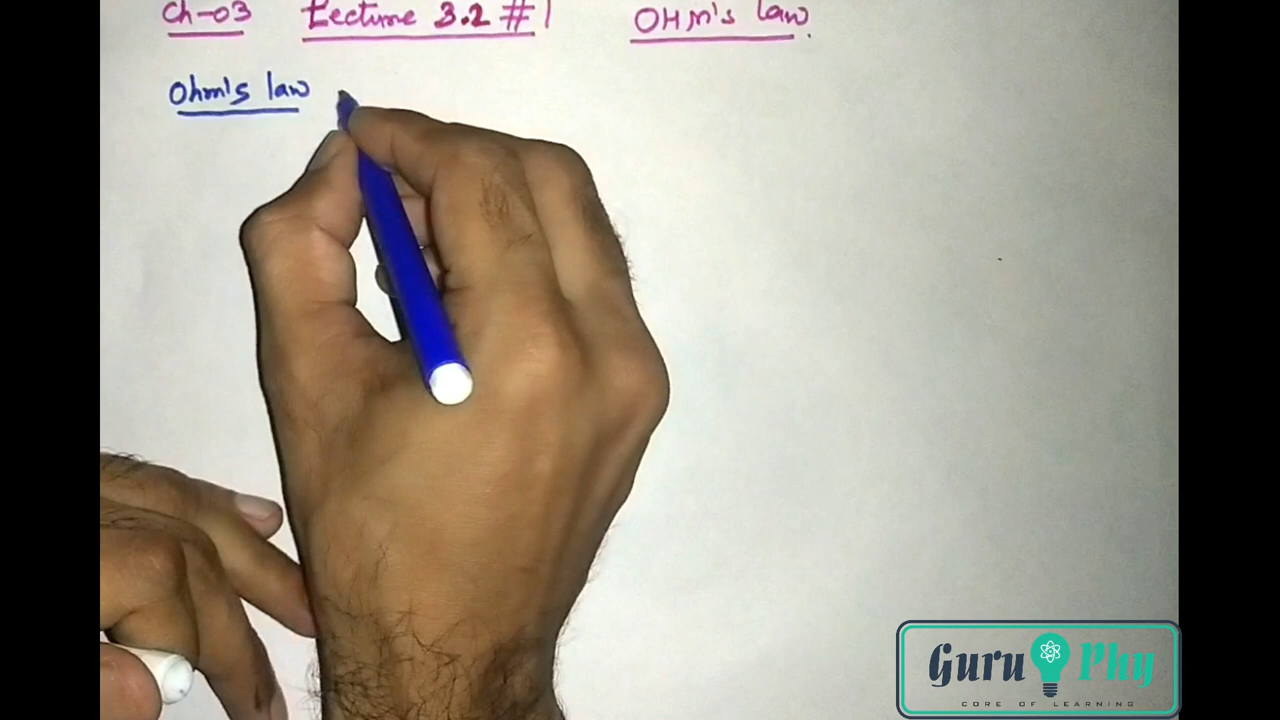 Ch-03 Lecture 3.2 #1 OHm's law.
Ohm's law
Guru Phy
CORE OF LEARNING